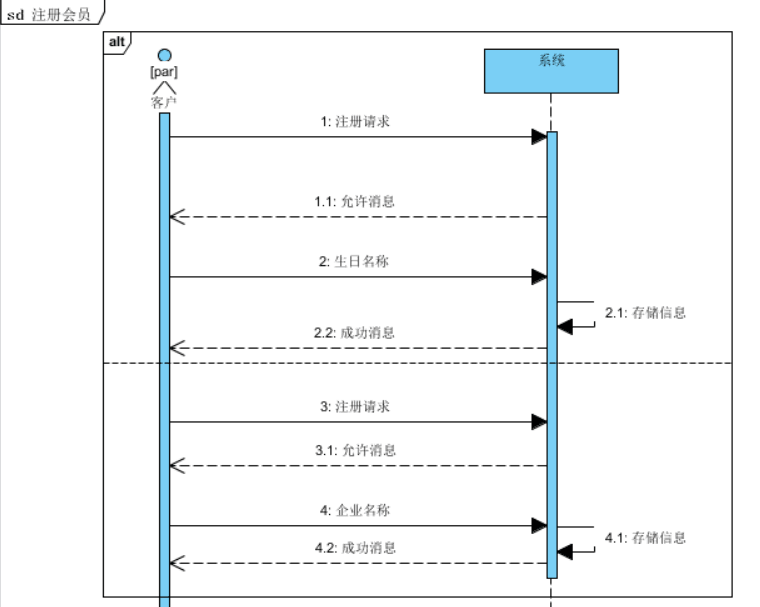 sd 注册会员
alt
系统
[par]
客户
1: 注册请求
1.1: 允许消息
2: 生日名称
2.1: 存储信息
2.2: 成功消息
3: 注册请求
3.1: 允许消息
4: 企业名称
4.1: 存储信息
4.2: 成功消息